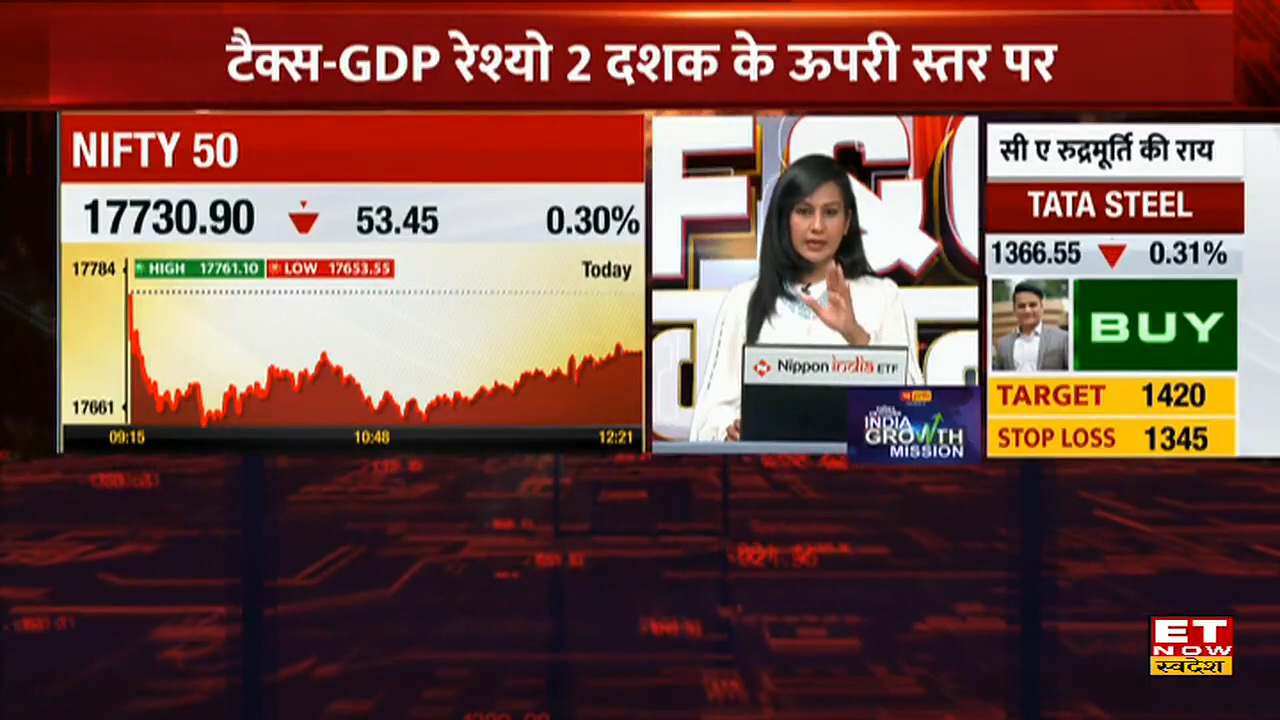 टैक्स-GDP रेश्यो 2 दशक के ऊपरी स्तर पर
NIFTY 50
17730.90 53.45 0.30%
17784 HIGH 17761.10 LOW 17653.55 Today
17661
09:15 10:48 12:21
Nippon india ETF
INDIA
GROWTH
MISSION
सी ए रुद्रमूर्ति की राय
TATA STEEL
1366.55 0.31%
BUY
TARGET 1420
STOP LOSS 1345
ET
NOW
स्वदेश